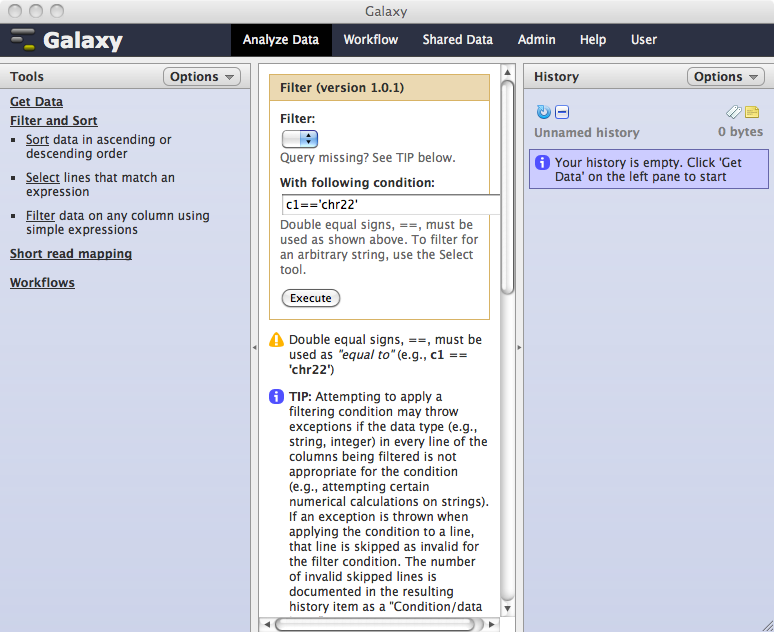 Galaxy
Galaxy
Analyze Data Workflow Shared Data Admin Help User
Tools
Options
Get Data
Filter and Sort
Sort data in ascending or
descending order
Select lines that match an
expression
Filter data on any column using
simple expressions
Short read mapping
Workflows
Filter (version 1.0.1)
Filter:
Query missing? See TIP below.
With following condition:
c1=='chr22'
Double equal signs, ==, must be
used as shown above. To filter for
an arbitrary string, use the Select
tool.
Execute
Double equal signs, ==, must be
used as "equal to" (e.g., c1 ==
'chr22')
TIP: Attempting to apply a
filtering condition may throw
exceptions if the data type (e.g.,
string, integer) in every line of the
columns being filtered is not
appropriate for the condition
(e.g., attempting certain
numerical calculations on strings).
If an exception is thrown when
applying the condition to a line,
that line is skipped as invalid for
the filter condition. The number
of invalid skipped lines is
documented in the resulting
history item as a "Condition/data
History
Options
Unnamed history
0 bytes
Your history is empty. Click 'Get
Data' on the left pane to start